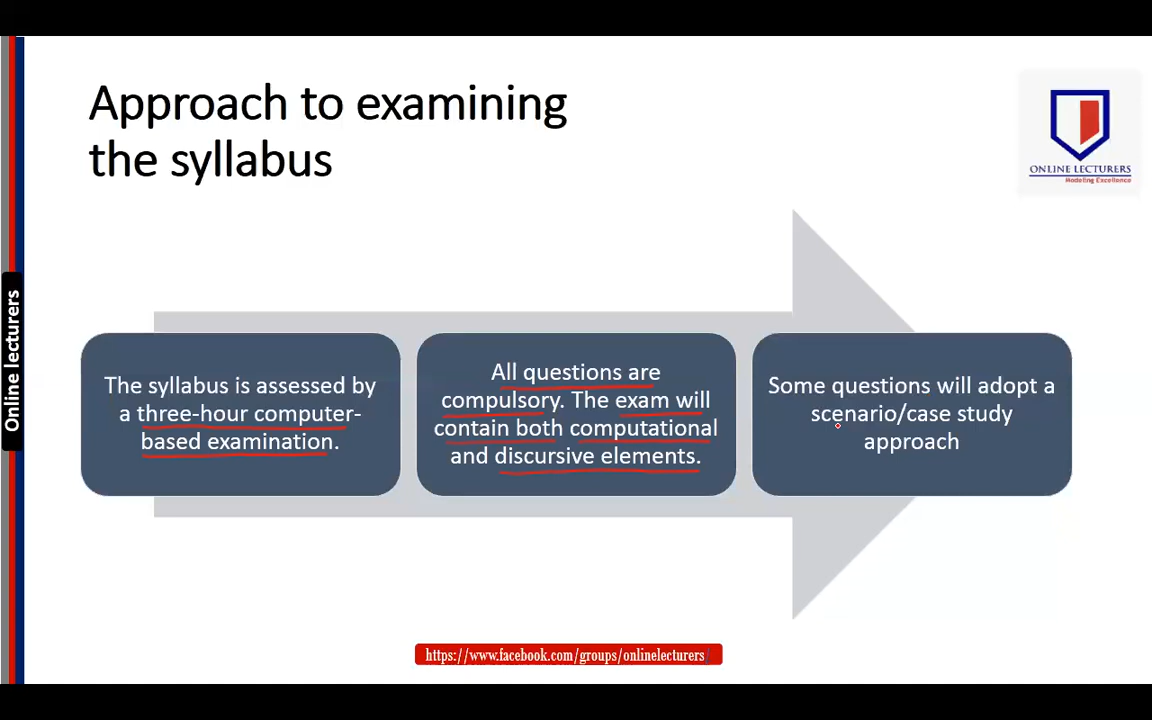 Approach to examining
the syllabus
ONLINE LECTURERS
Modeling Excellence
Online lecturers
The syllabus is assessed by
a three-hour computer-
based examination.
All questions are
compulsory. The exam will
contain both computational
and discursive elements.
Some questions will adopt a
scenario/case study
approach
https://www.facebook.com/groups/onlinelecturers/